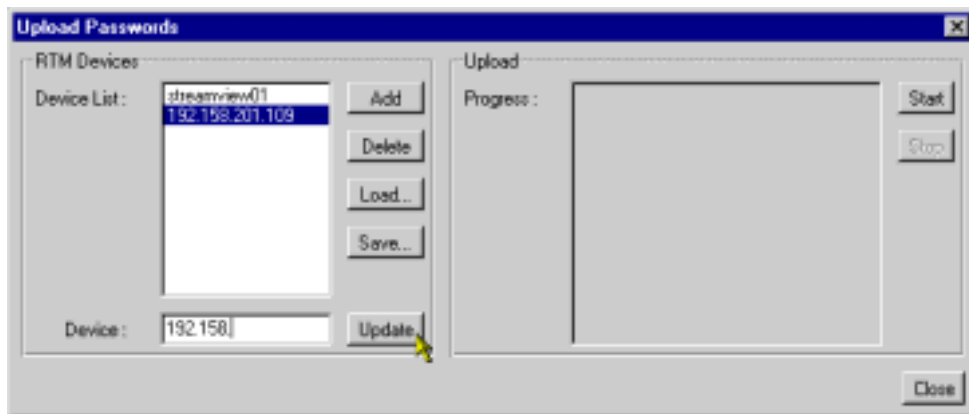 Upload Passwords
RTM Devices
Device List :
streamview01
192.158.201.109
Add
Delete
Load...
Save...
Device :
192.158.
Update
Upload
Progress :
Start
Stop
Close